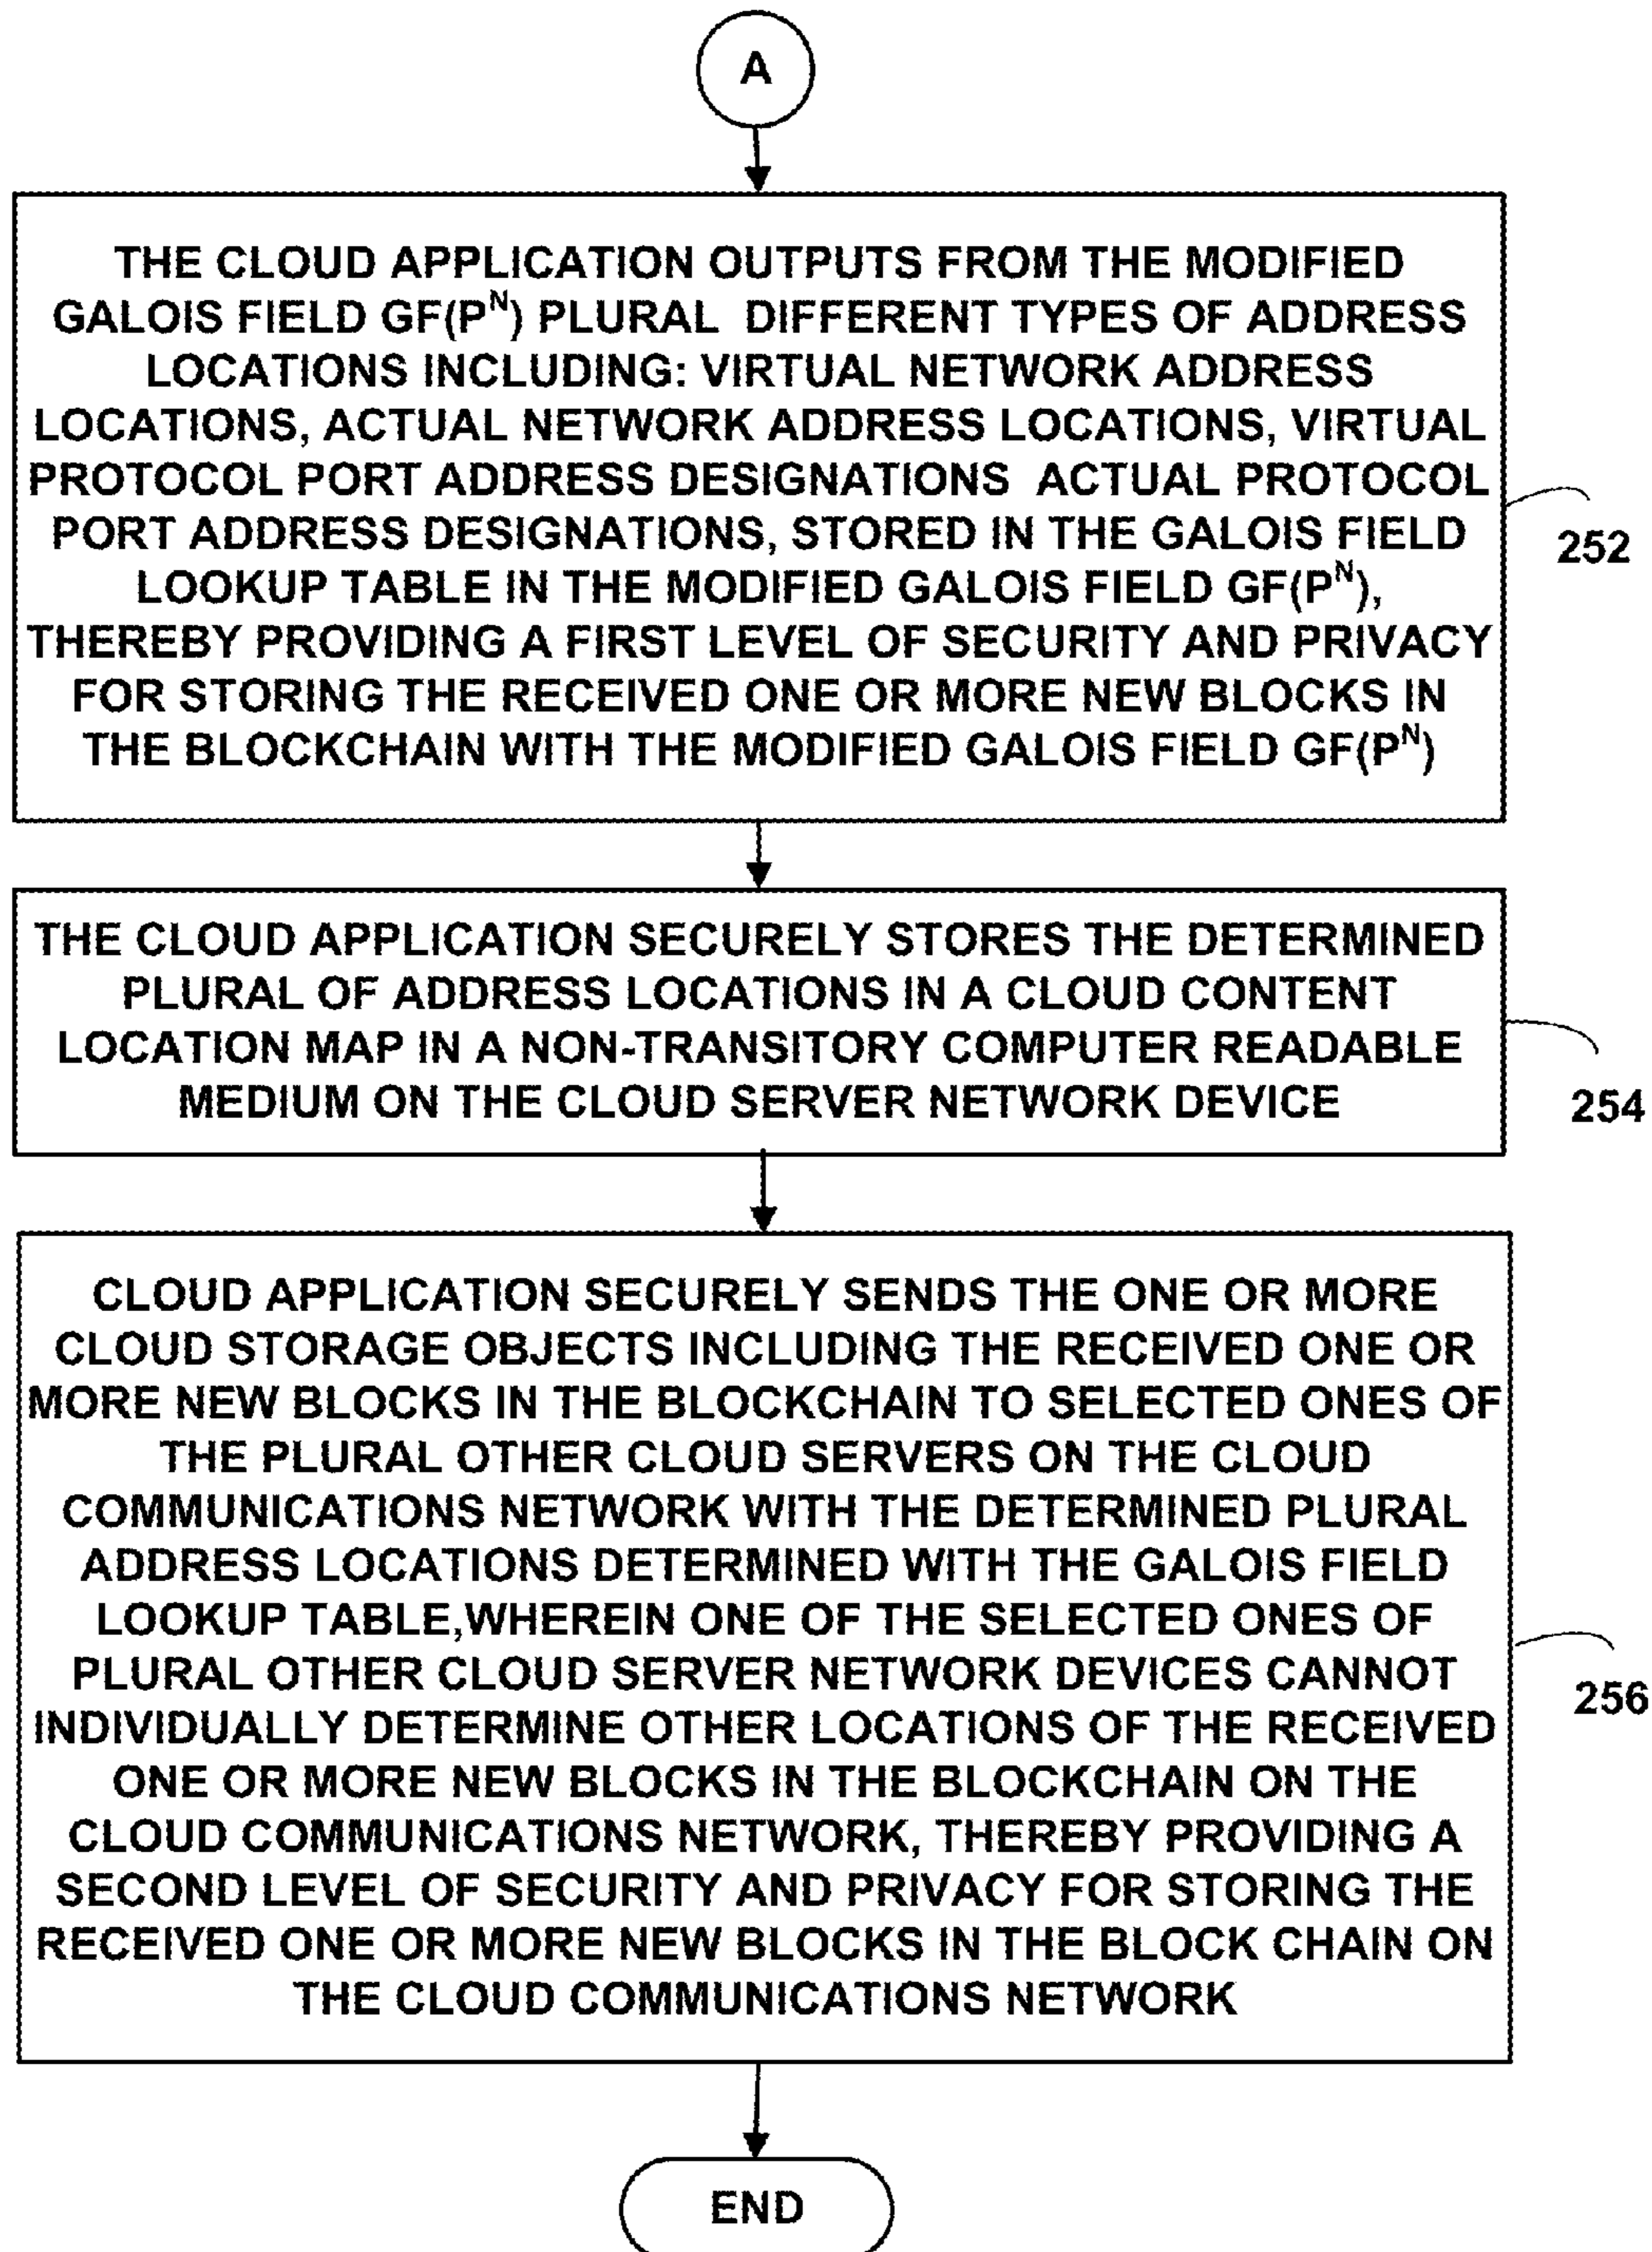 A
THE CLOUD APPLICATION OUTPUTS FROM THE MODIFIED
GALOIS FIELD GF(P^N) PLURAL DIFFERENT TYPES OF ADDRESS
LOCATIONS INCLUDING: VIRTUAL NETWORK ADDRESS
LOCATIONS, ACTUAL NETWORK ADDRESS LOCATIONS, VIRTUAL
PROTOCOL PORT ADDRESS DESIGNATIONS ACTUAL PROTOCOL
PORT ADDRESS DESIGNATIONS, STORED IN THE GALOIS FIELD
LOOKUP TABLE IN THE MODIFIED GALOIS FIELD GF(P^N),
THEREBY PROVIDING A FIRST LEVEL OF SECURITY AND PRIVACY
FOR STORING THE RECEIVED ONE OR MORE NEW BLOCKS IN
THE BLOCKCHAIN WITH THE MODIFIED GALOIS FIELD GF(P^N)
252
THE CLOUD APPLICATION SECURELY STORES THE DETERMINED
PLURAL OF ADDRESS LOCATIONS IN A CLOUD CONTENT
LOCATION MAP IN A NON-TRANSITORY COMPUTER READABLE
MEDIUM ON THE CLOUD SERVER NETWORK DEVICE
254
CLOUD APPLICATION SECURELY SENDS THE ONE OR MORE
CLOUD STORAGE OBJECTS INCLUDING THE RECEIVED ONE OR
MORE NEW BLOCKS IN THE BLOCKCHAIN TO SELECTED ONES OF
THE PLURAL OTHER CLOUD SERVERS ON THE CLOUD
COMMUNICATIONS NETWORK WITH THE DETERMINED PLURAL
ADDRESS LOCATIONS DETERMINED WITH THE GALOIS FIELD
LOOKUP TABLE,WHEREIN ONE OF THE SELECTED ONES OF
PLURAL OTHER CLOUD SERVER NETWORK DEVICES CANNOT
INDIVIDUALLY DETERMINE OTHER LOCATIONS OF THE RECEIVED
ONE OR MORE NEW BLOCKS IN THE BLOCKCHAIN ON THE
CLOUD COMMUNICATIONS NETWORK, THEREBY PROVIDING A
SECOND LEVEL OF SECURITY AND PRIVACY FOR STORING THE
RECEIVED ONE OR MORE NEW BLOCKS IN THE BLOCK CHAIN ON
THE CLOUD COMMUNICATIONS NETWORK
256
END